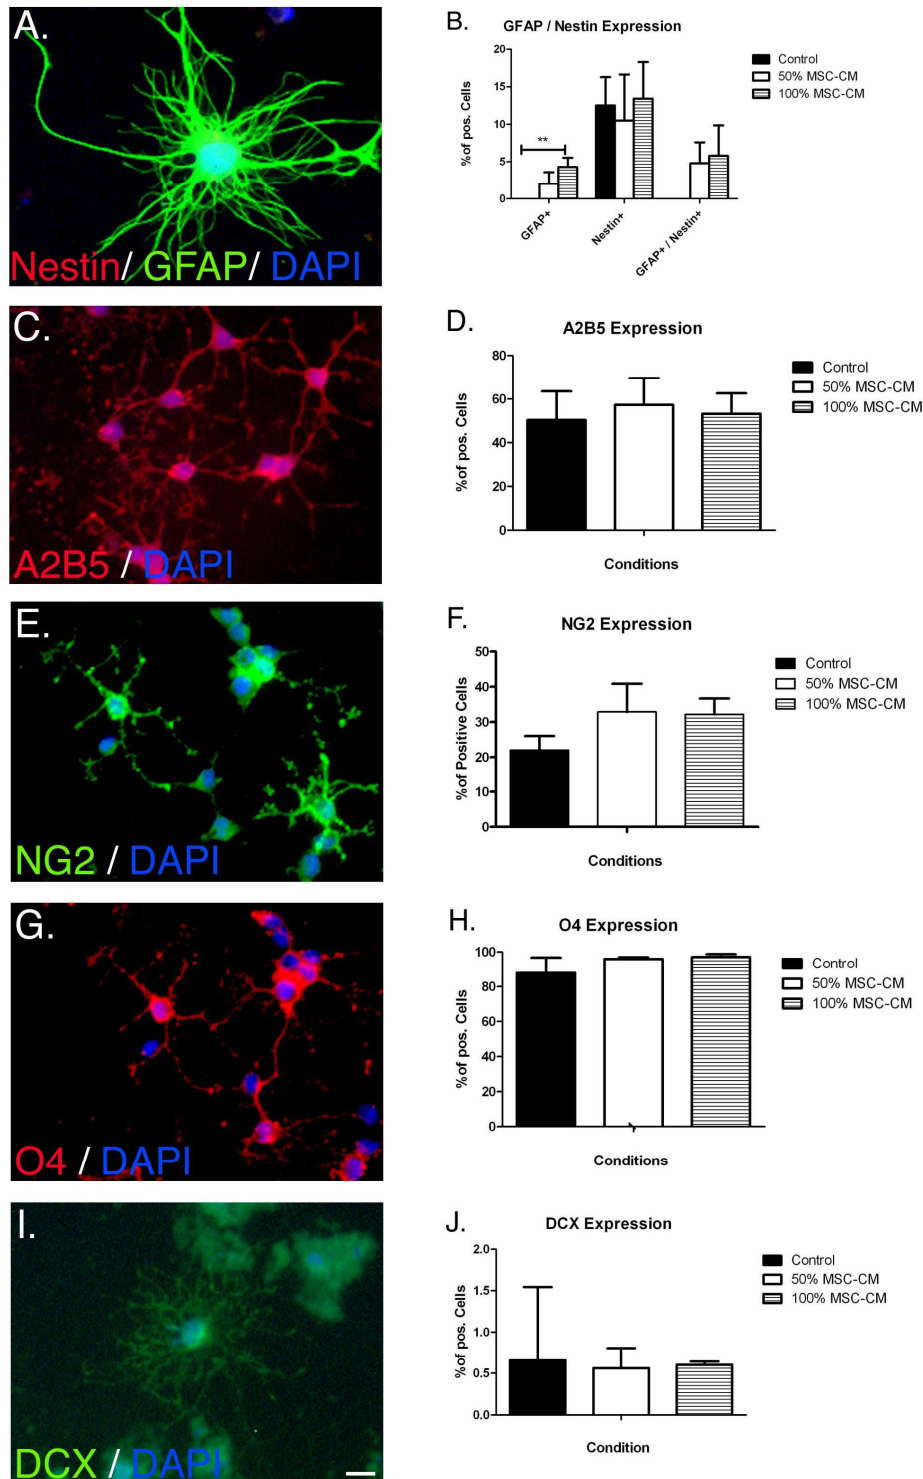 A.
Nestin/ GFAP/ DAPI
B.
GFAP / Nestin Expression
%of pos. Cells
20
15
10
5
0
**
GFAP+
Nestin+
GFAP+ / Nestin+
Control
50% MSC-CM
100% MSC-CM
C.
A2B5 / DAPI
D.
A2B5 Expression
%of pos. Cells
80
60
40
20
0
Conditions
Control
50% MSC-CM
100% MSC-CM
E.
NG2 / DAPI
F.
NG2 Expression
%of Positive Cells
50
40
30
20
10
0
Conditions
Control
50% MSC-CM
100% MSC-CM
G.
O4 / DAPI
H.
O4 Expression
%of pos. Cells
100
80
60
40
20
0
Conditions
Control
50% MSC-CM
100% MSC-CM
I.
DCX / DAPI
J.
DCX Expression
%of pos. Cells
2.0
1.5
1.0
0.5
0.0
Condition
Control
50% MSC-CM
100% MSC-CM